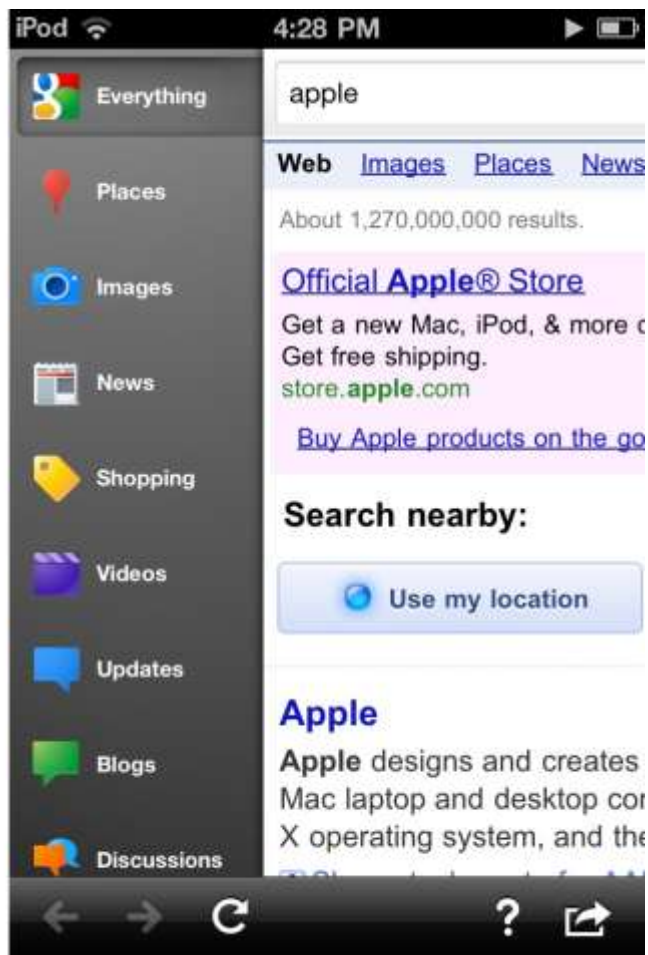 iPod 4:28 PM
Everything
Places
Images
News
Shopping
Videos
Updates
Blogs
Discussions
apple
Web Images Places News
About 1,270,000,000 results.
Official Apple® Store
Get a new Mac, iPod, & more
Get free shipping.
store.apple.com
Buy Apple products on the go
Search nearby:
Use my location
Apple
Apple designs and creates
Mac laptop and desktop
X operating system, and the
?